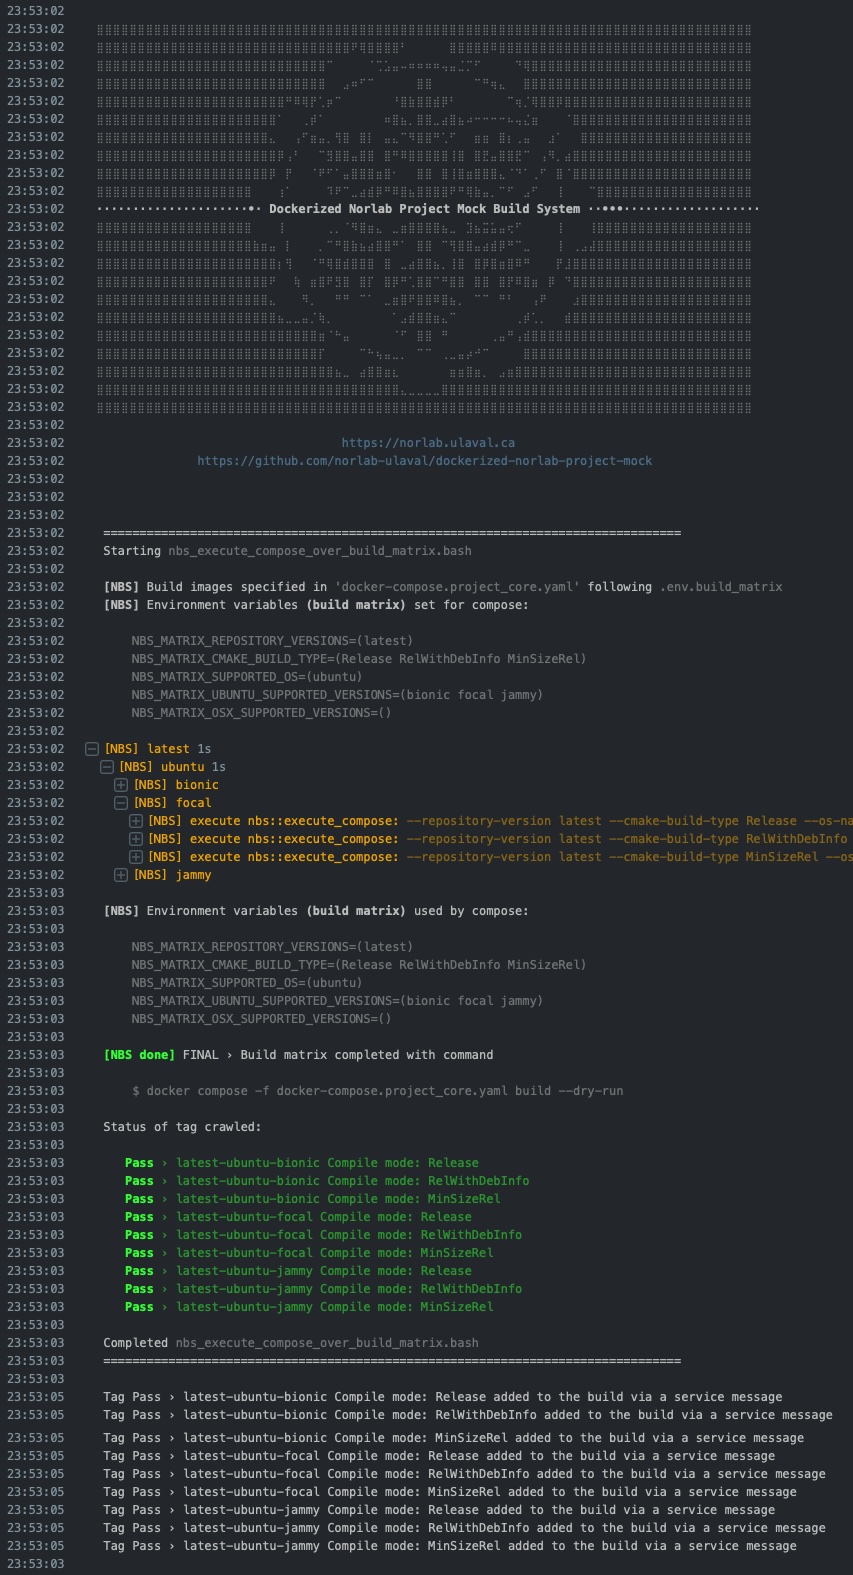 23:53:02
23:53:02
23:53:02
23:53:02
23:53:02
23:53:02
23:53:02
23:53:02
23:53:02
23:53:02
23:53:02
23:53:02 ·····················•· Dockerized Norlab Project Mock Build System ··•••···················
23:53:02
23:53:02
23:53:02
23:53:02
23:53:02
23:53:02
23:53:02
23:53:02
23:53:02
23:53:02
23:53:02
23:53:02
23:53:02 https://norlab.ulaval.ca
23:53:02 https://github.com/norlab-ulaval/dockerized-norlab-project-mock
23:53:02
23:53:02
23:53:02
23:53:02 ================================================================================
23:53:02 Starting nbs_execute_compose_over_build_matrix.bash
23:53:02
23:53:02 [NBS] Build images specified in 'docker-compose.project_core.yaml' following .env.build_matrix
23:53:02 [NBS] Environment variables (build matrix) set for compose:
23:53:02
23:53:02 NBS_MATRIX_REPOSITORY_VERSIONS=(latest)
23:53:02 NBS_MATRIX_CMAKE_BUILD_TYPE=(Release RelWithDebInfo MinSizeRel)
23:53:02 NBS_MATRIX_SUPPORTED_OS=(ubuntu)
23:53:02 NBS_MATRIX_UBUNTU_SUPPORTED_VERSIONS=(bionic focal jammy)
23:53:02 NBS_MATRIX_OSX_SUPPORTED_VERSIONS=()
23:53:02
23:53:02 [NBS] latest 1s
23:53:02 [NBS] ubuntu 1s
23:53:02 [NBS] bionic
23:53:02 [NBS] focal
23:53:02 [NBS] execute nbs::execute_compose: --repository-version latest --cmake-build-type Release --os-na
23:53:02 [NBS] execute nbs::execute_compose: --repository-version latest --cmake-build-type RelWithDebInfo
23:53:02 [NBS] execute nbs::execute_compose: --repository-version latest --cmake-build-type MinSizeRel --os
23:53:02 [NBS] jammy
23:53:03
23:53:03 [NBS] Environment variables (build matrix) used by compose:
23:53:03
23:53:03 NBS_MATRIX_REPOSITORY_VERSIONS=(latest)
23:53:03 NBS_MATRIX_CMAKE_BUILD_TYPE=(Release RelWithDebInfo MinSizeRel)
23:53:03 NBS_MATRIX_SUPPORTED_OS=(ubuntu)
23:53:03 NBS_MATRIX_UBUNTU_SUPPORTED_VERSIONS=(bionic focal jammy)
23:53:03 NBS_MATRIX_OSX_SUPPORTED_VERSIONS=()
23:53:03
23:53:03 [NBS done] FINAL › Build matrix completed with command
23:53:03
23:53:03 $ docker compose -f docker-compose.project_core.yaml build --dry-run
23:53:03
23:53:03 Status of tag crawled:
23:53:03
23:53:03 Pass › latest-ubuntu-bionic Compile mode: Release
23:53:03 Pass › latest-ubuntu-bionic Compile mode: RelWithDebInfo
23:53:03 Pass › latest-ubuntu-bionic Compile mode: MinSizeRel
23:53:03 Pass › latest-ubuntu-focal Compile mode: Release
23:53:03 Pass › latest-ubuntu-focal Compile mode: RelWithDebInfo
23:53:03 Pass › latest-ubuntu-focal Compile mode: MinSizeRel
23:53:03 Pass › latest-ubuntu-jammy Compile mode: Release
23:53:03 Pass › latest-ubuntu-jammy Compile mode: RelWithDebInfo
23:53:03 Pass › latest-ubuntu-jammy Compile mode: MinSizeRel
23:53:03
23:53:03 Completed nbs_execute_compose_over_build_matrix.bash
23:53:03 ================================================================================
23:53:03
23:53:05 Tag Pass › latest-ubuntu-bionic Compile mode: Release added to the build via a service message
23:53:05 Tag Pass › latest-ubuntu-bionic Compile mode: RelWithDebInfo added to the build via a service message
23:53:05 Tag Pass › latest-ubuntu-bionic Compile mode: MinSizeRel added to the build via a service message
23:53:05 Tag Pass › latest-ubuntu-focal Compile mode: Release added to the build via a service message
23:53:05 Tag Pass › latest-ubuntu-focal Compile mode: RelWithDebInfo added to the build via a service message
23:53:05 Tag Pass › latest-ubuntu-focal Compile mode: MinSizeRel added to the build via a service message
23:53:05 Tag Pass › latest-ubuntu-jammy Compile mode: Release added to the build via a service message
23:53:05 Tag Pass › latest-ubuntu-jammy Compile mode: RelWithDebInfo added to the build via a service message
23:53:05 Tag Pass › latest-ubuntu-jammy Compile mode: MinSizeRel added to the build via a service message
23:53:03